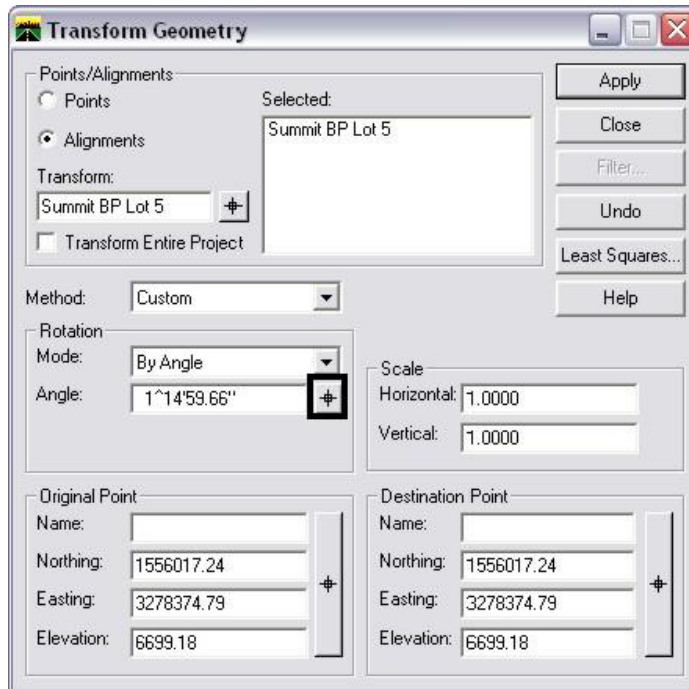 Transform Geometry
Points/Alignments
Points
Alignments
Transform:
Summit BP Lot 5
Transform Entire Project
Selected:
Summit BP Lot 5
Apply
Close
Filter...
Undo
Least Squares...
Help
Method: Custom
Rotation
Mode: By Angle
Angle: 1^14'59.66"
Scale
Horizontal: 1.0000
Vertical: 1.0000
Original Point
Name:
Northing: 1556017.24
Easting: 3278374.79
Elevation: 6699.18
Destination Point
Name:
Northing: 1556017.24
Easting: 3278374.79
Elevation: 6699.18